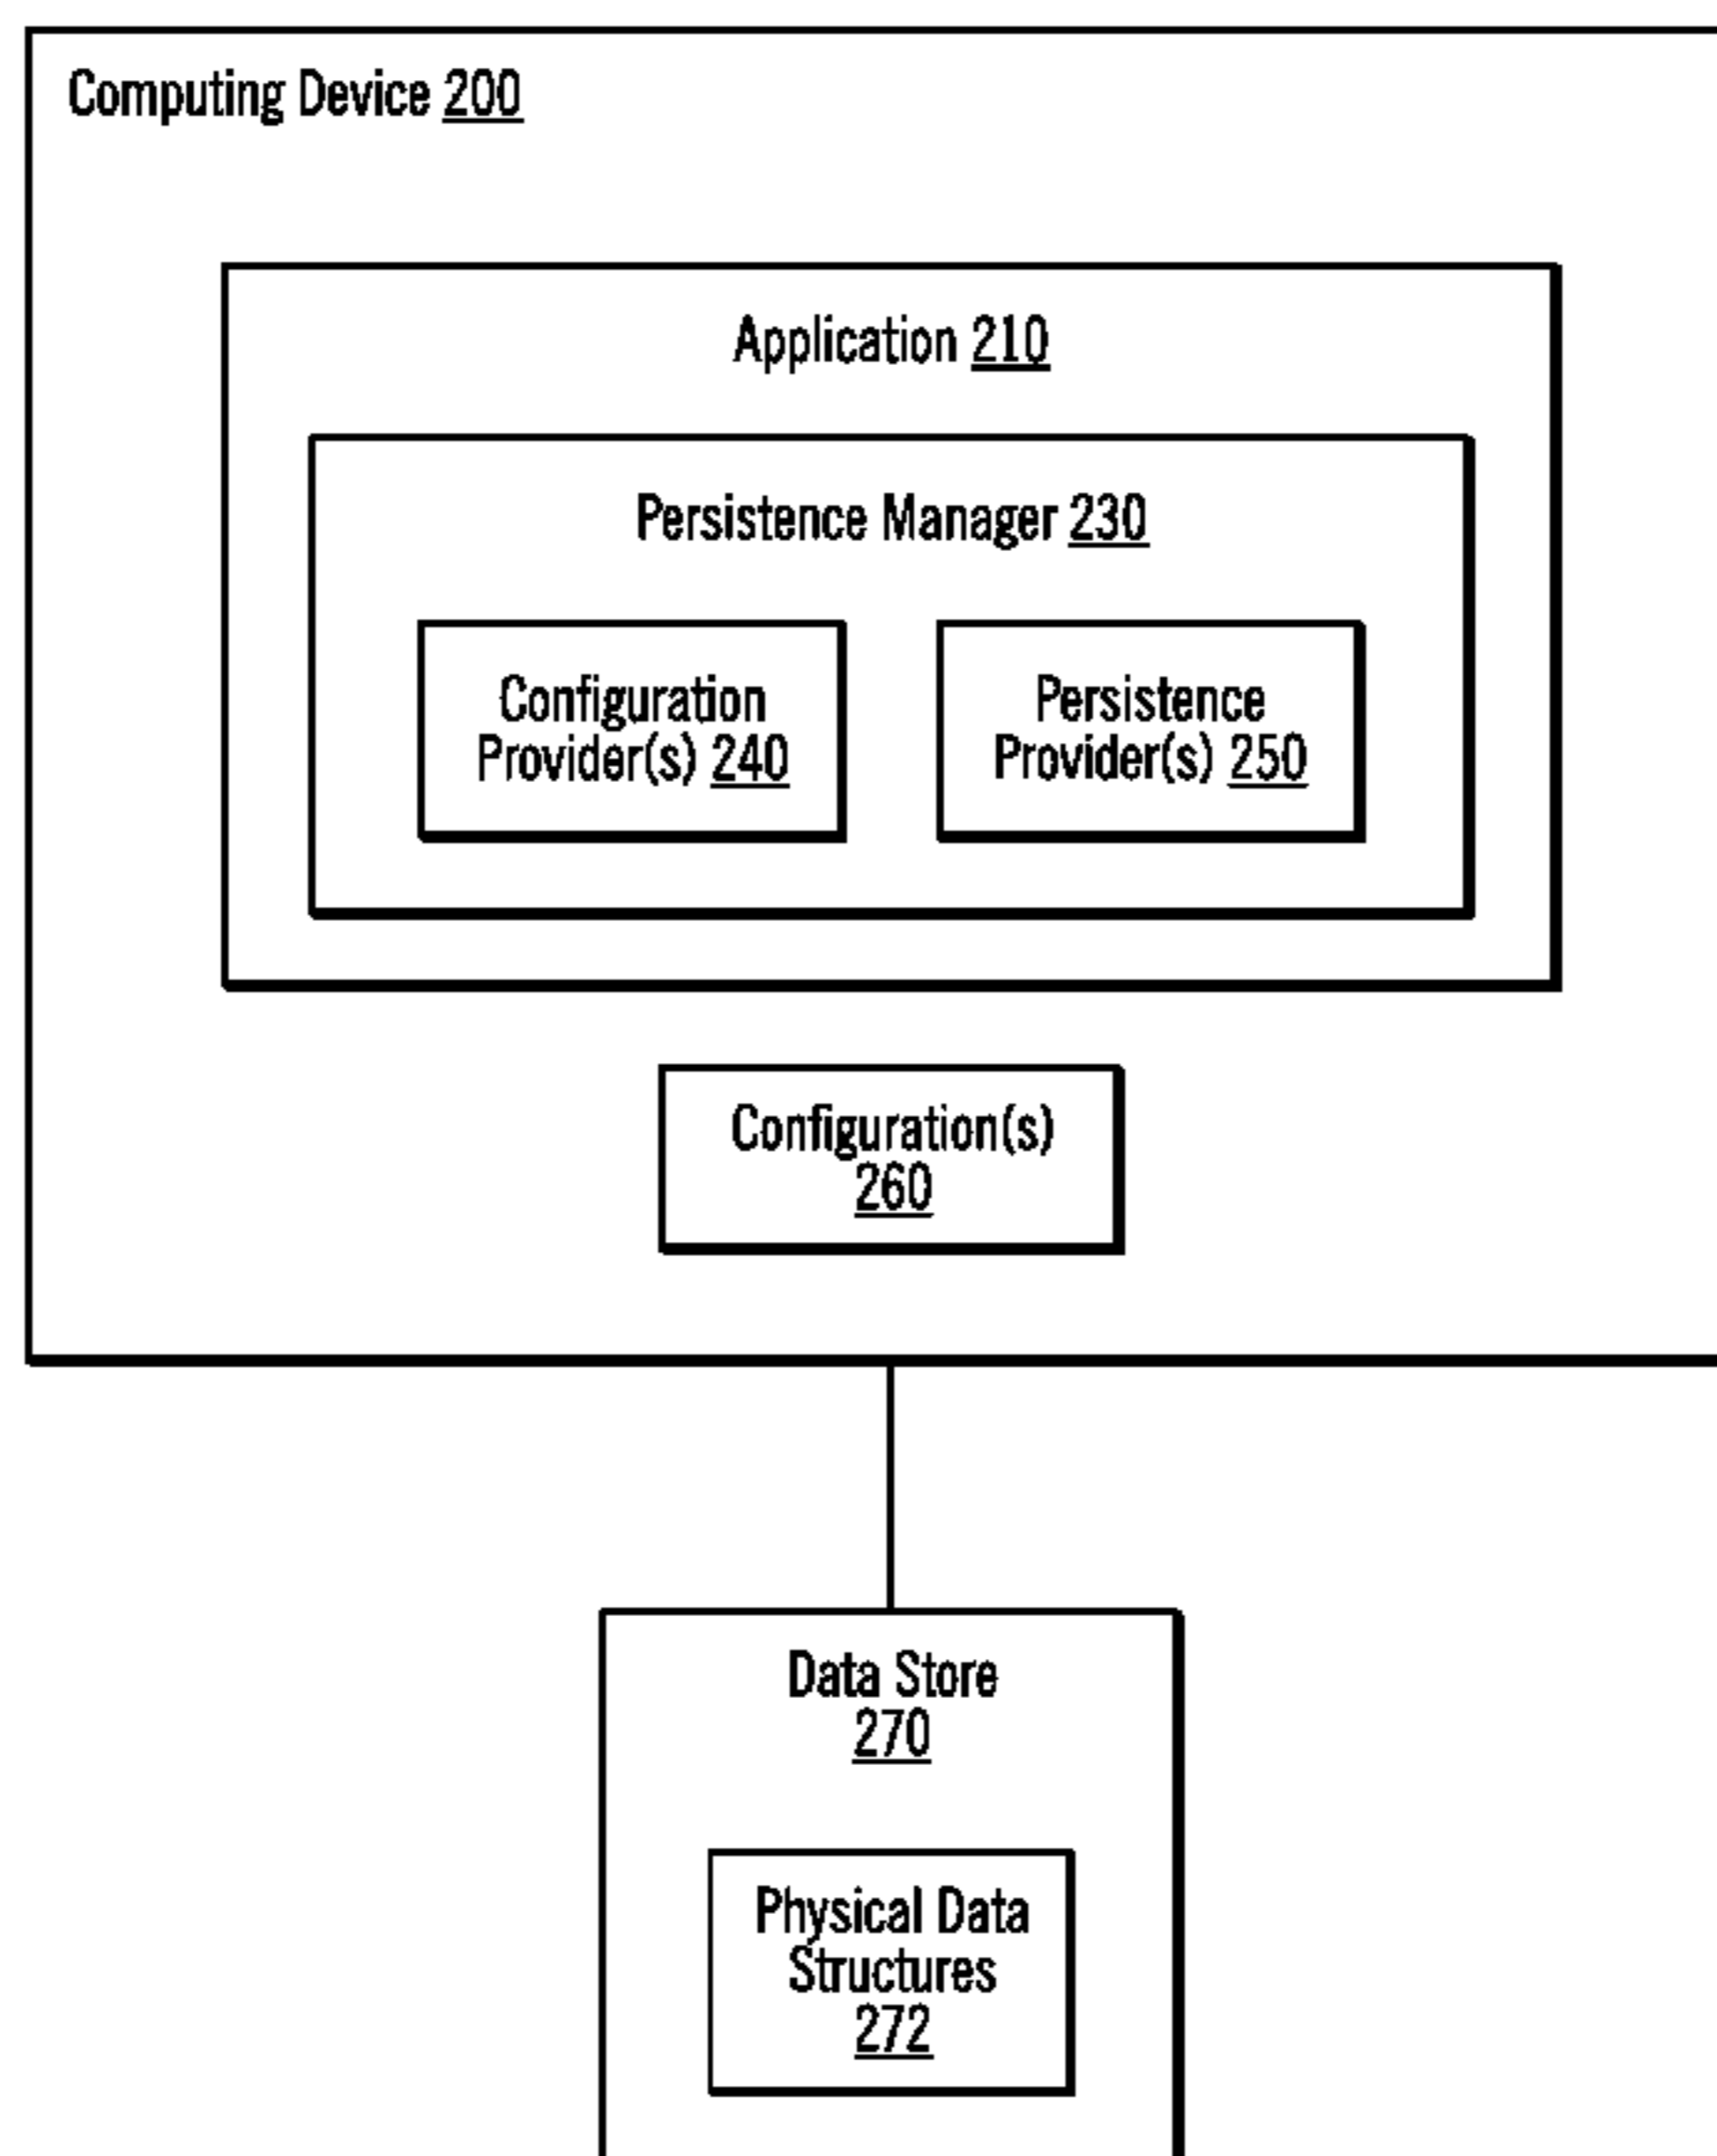 Computing Device 200
Application 210
Persistence Manager 230
Configuration
Provider(s) 240
Persistence
Provider(s) 250
Configuration(s)
260
Data Store
270
Physical Data
Structures
272